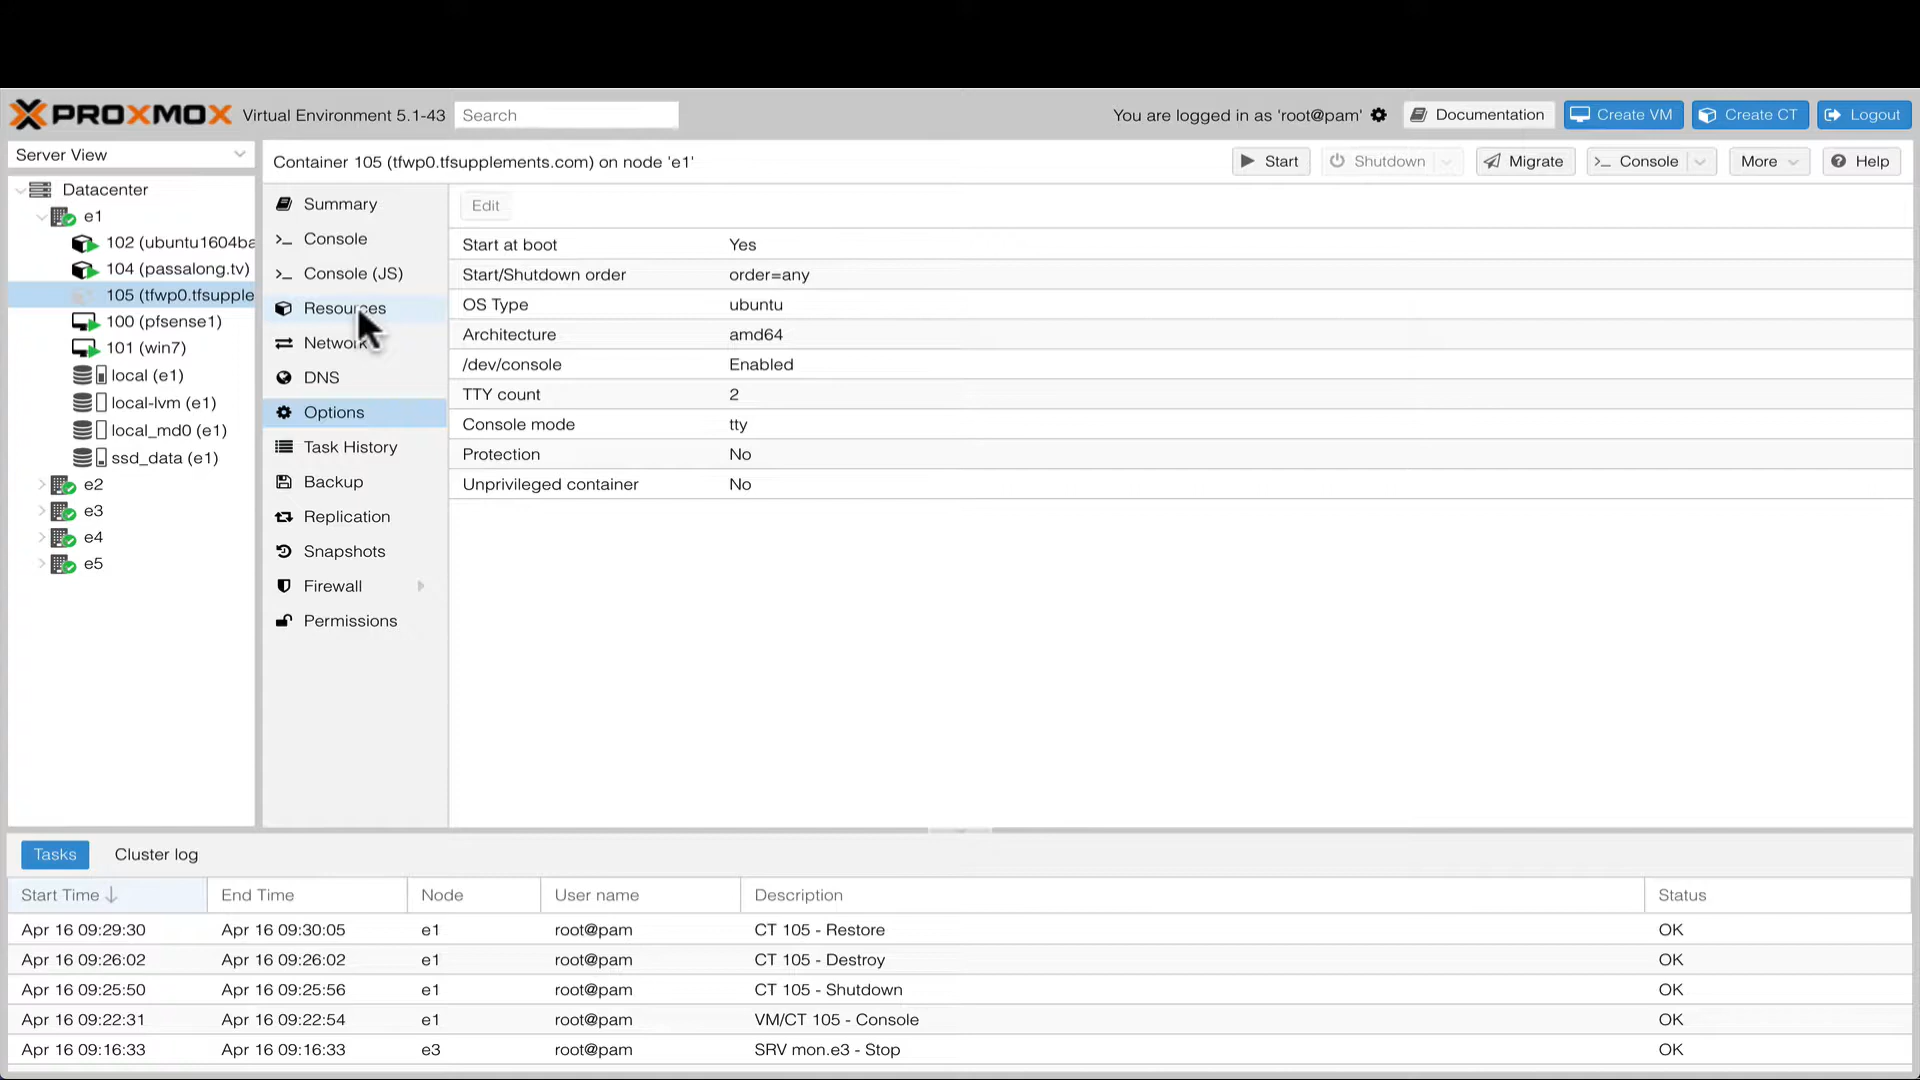 PROXMOX Virtual Environment 5.1-43 Search You are logged in as 'root@pam' Documentation Create VM Create CT Logout
Server View
Datacenter
e1
102 (ubuntu1604ba
104 (passalong.tv)
105 (tfwp0.tfsupple
100 (pfsense1)
101 (win7)
local (e1)
local-lvm (e1)
local_md0 (e1)
ssd_data (e1)
e2
e3
e4
e5
Container 105 (tfwp0.tfsupplements.com) on node 'e1' Start Shutdown Migrate >_ Console More Help
Summary
>_ Console
>_ Console (JS)
Resources
Network
DNS
Options
Task History
Backup
Replication
Snapshots
Firewall
Permissions
Edit
Start at boot Yes
Start/Shutdown order order=any
OS Type ubuntu
Architecture amd64
/dev/console Enabled
TTY count 2
Console mode tty
Protection No
Unprivileged container No
Tasks Cluster log
Start Time End Time Node User name Description Status
Apr 16 09:29:30 Apr 16 09:30:05 e1 root@pam CT 105 - Restore OK
Apr 16 09:26:02 Apr 16 09:26:02 e1 root@pam CT 105 - Destroy OK
Apr 16 09:25:50 Apr 16 09:25:56 e1 root@pam CT 105 - Shutdown OK
Apr 16 09:22:31 Apr 16 09:22:54 e1 root@pam VM/CT 105 - Console OK
Apr 16 09:16:33 Apr 16 09:16:33 e3 root@pam SRV mon.e3 - Stop OK